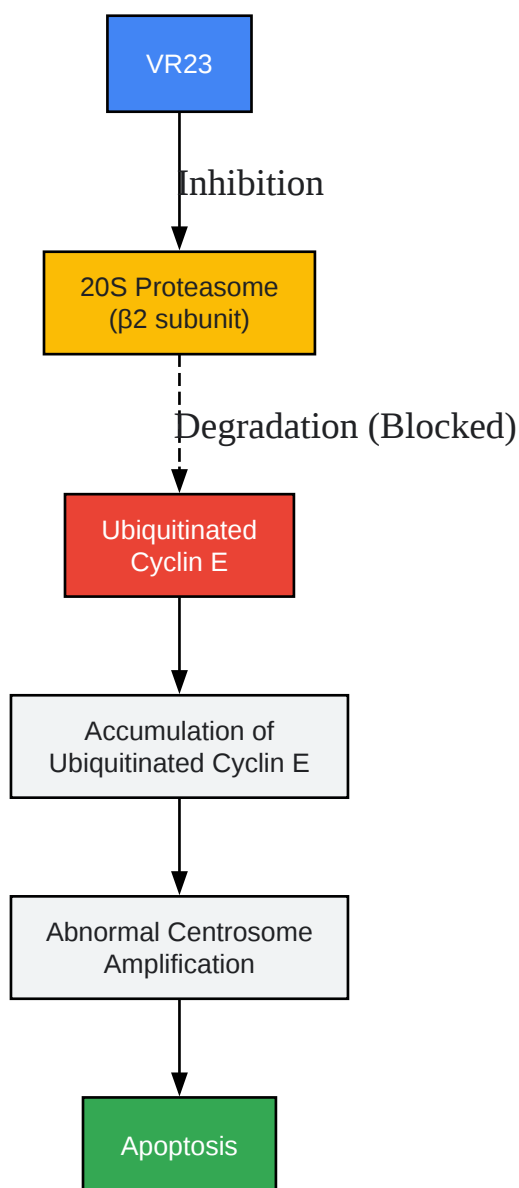 VR23
Inhibition
20S Proteasome
(β2 subunit)
Degradation (Blocked)
Ubiquitinated
Cyclin E
Accumulation of
Ubiquitinated Cyclin E
Abnormal Centrosome
Amplification
Apoptosis